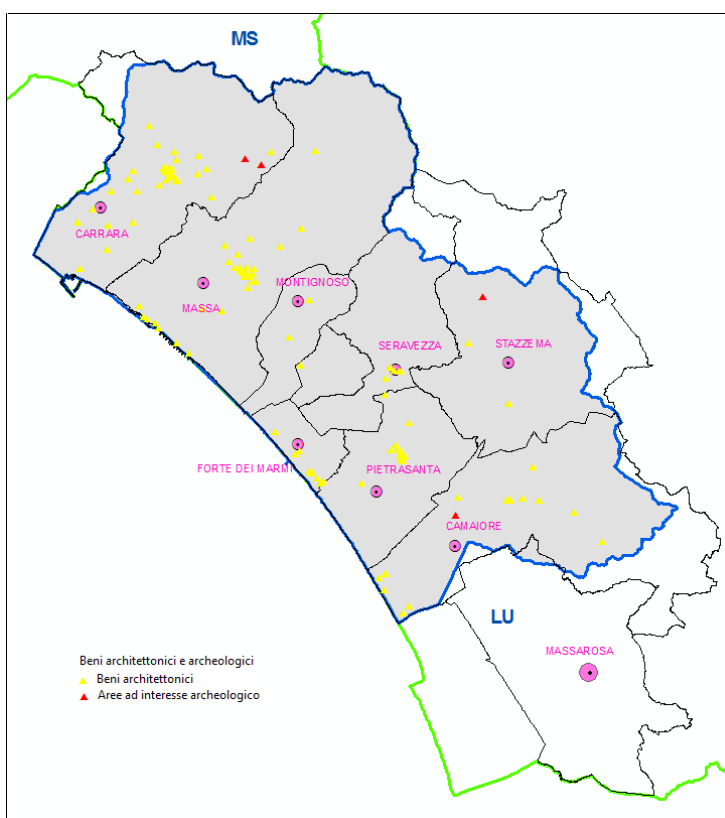 MS
CARRARA
MASSA
MONTIGNOSO
SERAVEZZA
STAZZEMA
FORTE DEI MARMI
PIETRASANTA
CAMAIORE
LU
MASSAROSA
Beni architettonici e archeologici
Beni architettonici
Aree ad interesse archeologico